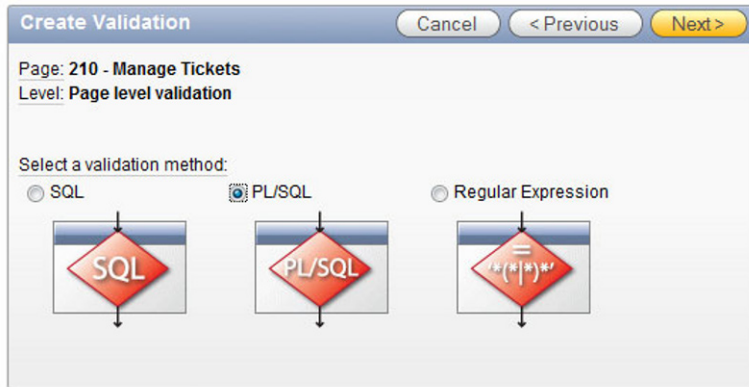 Create Validation
Cancel
< Previous
Next >
Page: 210 - Manage Tickets
Level: Page level validation
Select a validation method:
SQL
PL/SQL
Regular Expression
SQL
PL/SQL
=
'*(*|*)*'